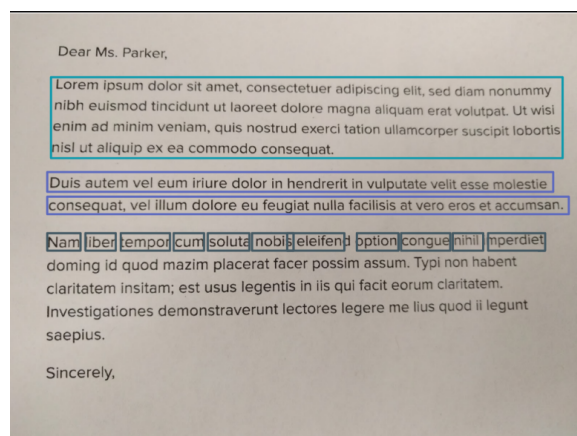 Dear Ms. Parker,
Lorem ipsum dolor sit amet, consectetuer adipiscing elit, sed diam nonummy
nibh euismod tincidunt ut laoreet dolore magna aliquam erat volutpat. Ut wisi
enim ad minim veniam, quis nostrud exerci tation ullamcorper suscipit lobortis
nisl ut aliquip ex ea commodo consequat.
Duis autem vel eum iriure dolor in hendrerit in vulputate velit esse molestie
consequat, vel illum dolore eu feugiat nulla facilisis at vero eros et accumsan.
Nam liber tempor cum soluta nobis eleifend option congue nihil imperdiet
doming id quod mazim placerat facer possim assum. Typi non habent
claritatem insitam; est usus legentis in iis qui facit eorum claritatem.
Investigationes demonstraverunt lectores legere me lius quod ii legunt
saepius.
Sincerely,